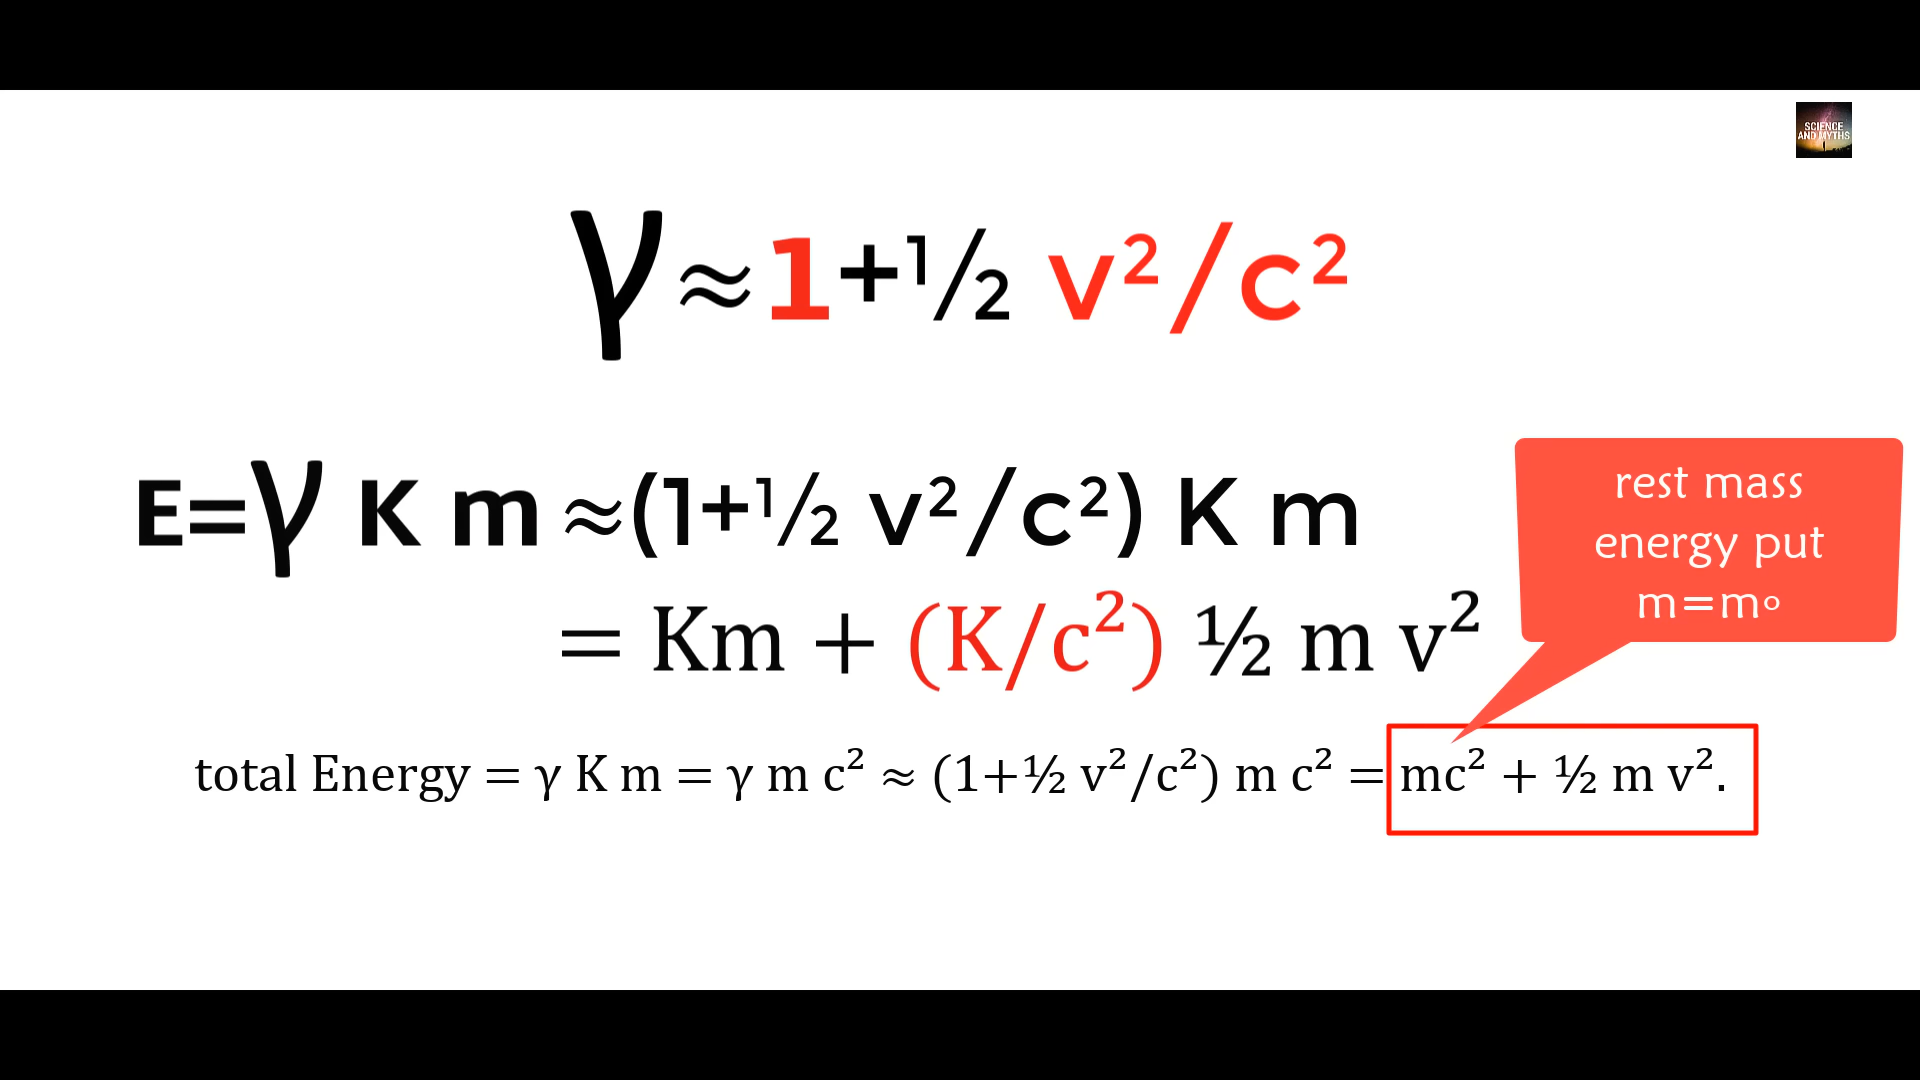 SCIENCE
AND MYTHS
γ≈1+½ v²/c²
E=γ K m ≈(1+½ v²/c²) K m
= Km + (K/c²) ½ m v²
rest mass
energy put
m=m∘
total Energy = γ K m = γ m c² ≈ (1+½ v²/c²) m c² = mc² + ½ m v².